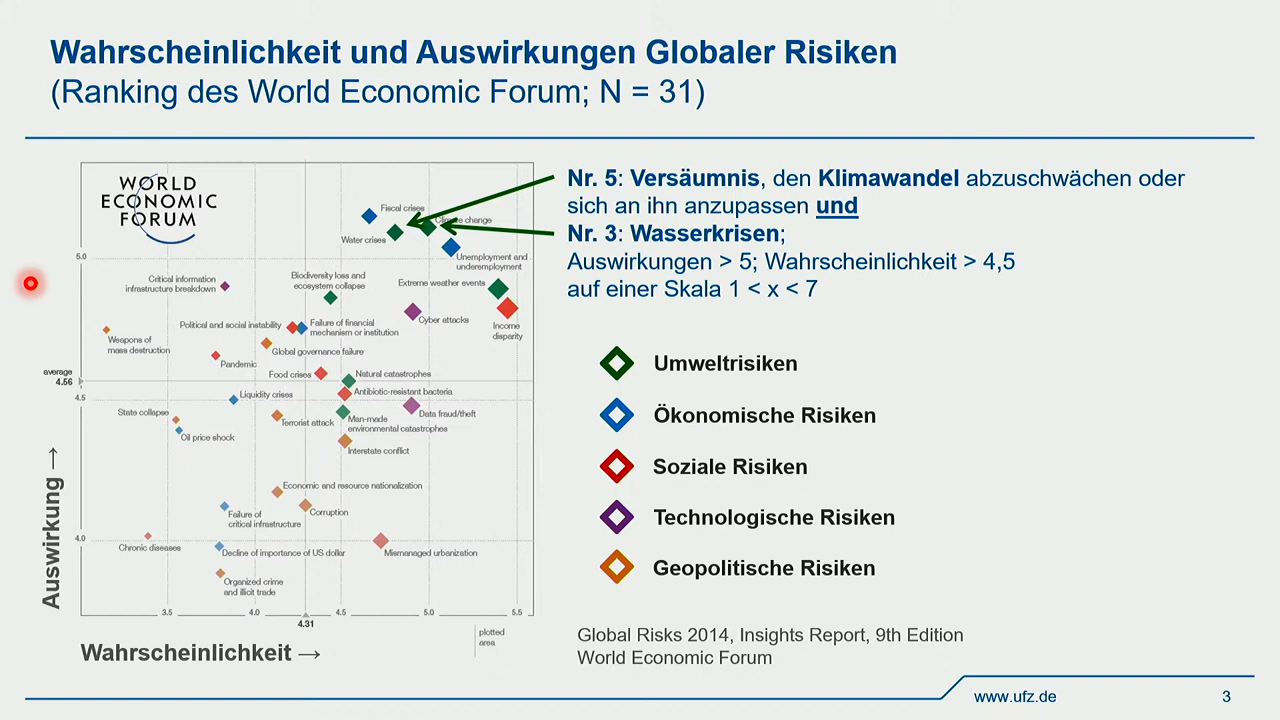 Wahrscheinlichkeit und Auswirkungen Globaler Risiken
(Ranking des World Economic Forum; N = 31)
WORLD
ECONOMIC
FORUM
Nr. 5: Versäumnis, den Klimawandel abzuschwächen oder
sich an ihn anzupassen und
Nr. 3: Wasserkrisen;
Auswirkungen > 5; Wahrscheinlichkeit > 4,5
auf einer Skala 1 < x < 7
Fiscal crises
Climate change
Water crises
Unemployment and
underemployment
5.0
Critical information
infrastructure breakdown
Biodiversity loss and
ecosystem collapse
Extreme weather events
Cyber attacks
Income
disparity
Political and social instability
Failure of financial
mechanism or institution
Weapons of
mass destruction
Global governance failure
Pandemic
Food crises
Natural catastrophes
average
4.56
4.5
Liquidity crises
Antibiotic-resistant bacteria
State collapse
Oil price shock
Terrorist attack
Man-made
environmental catastrophes
Data fraud/theft
Interstate conflict
Economic and resource nationalization
Failure of
critical infrastructure
Corruption
4.0
Chronic diseases
Decline of importance of US dollar
Mismanaged urbanization
Organized crime
and illicit trade
3.5
4.0
4.5
5.0
5.5
4.31
plotted
area
Auswirkung →
Wahrscheinlichkeit →
Umweltrisiken
Ökonomische Risiken
Soziale Risiken
Technologische Risiken
Geopolitische Risiken
Global Risks 2014, Insights Report, 9th Edition
World Economic Forum
www.ufz.de
3